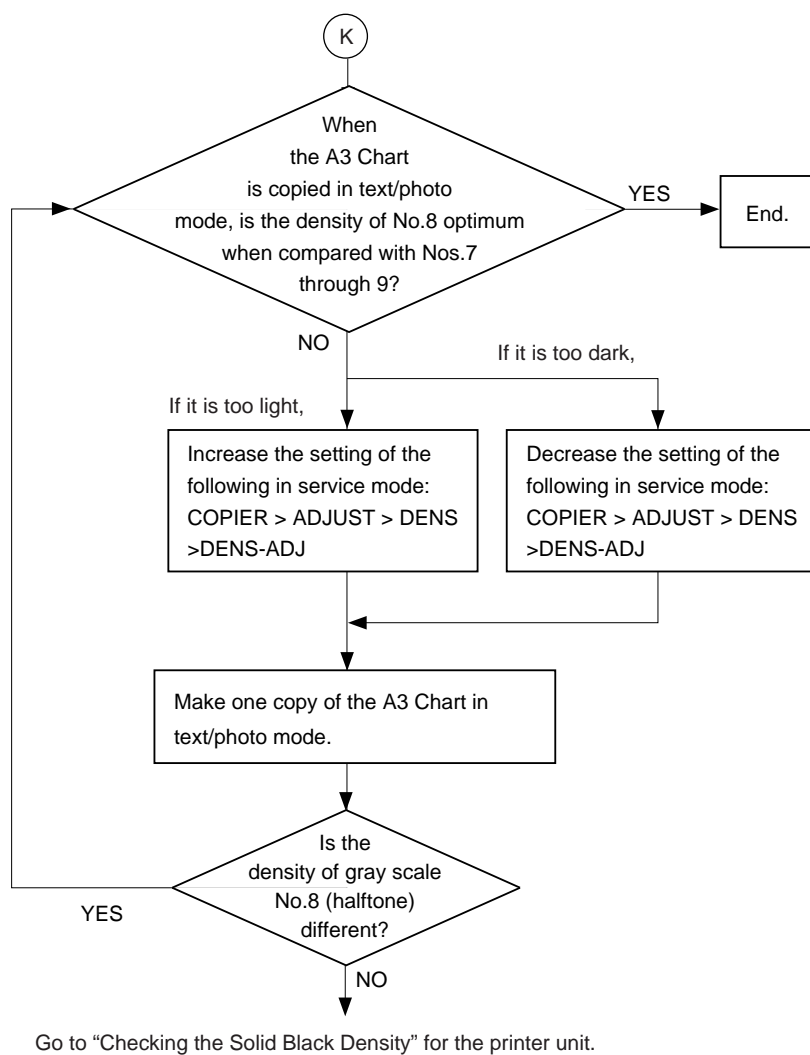 K
When
the A3 Chart
is copied in text/photo
mode, is the density of No.8 optimum
when compared with Nos.7
through 9?
YES
End.
NO
If it is too dark,
If it is too light,
Increase the setting of the
following in service mode:
COPIER > ADJUST > DENS
>DENS-ADJ
Decrease the setting of the
following in service mode:
COPIER > ADJUST > DENS
>DENS-ADJ
Make one copy of the A3 Chart in
text/photo mode.
Is the
density of gray scale
No.8 (halftone)
different?
YES
NO
Go to “Checking the Solid Black Density” for the printer unit.